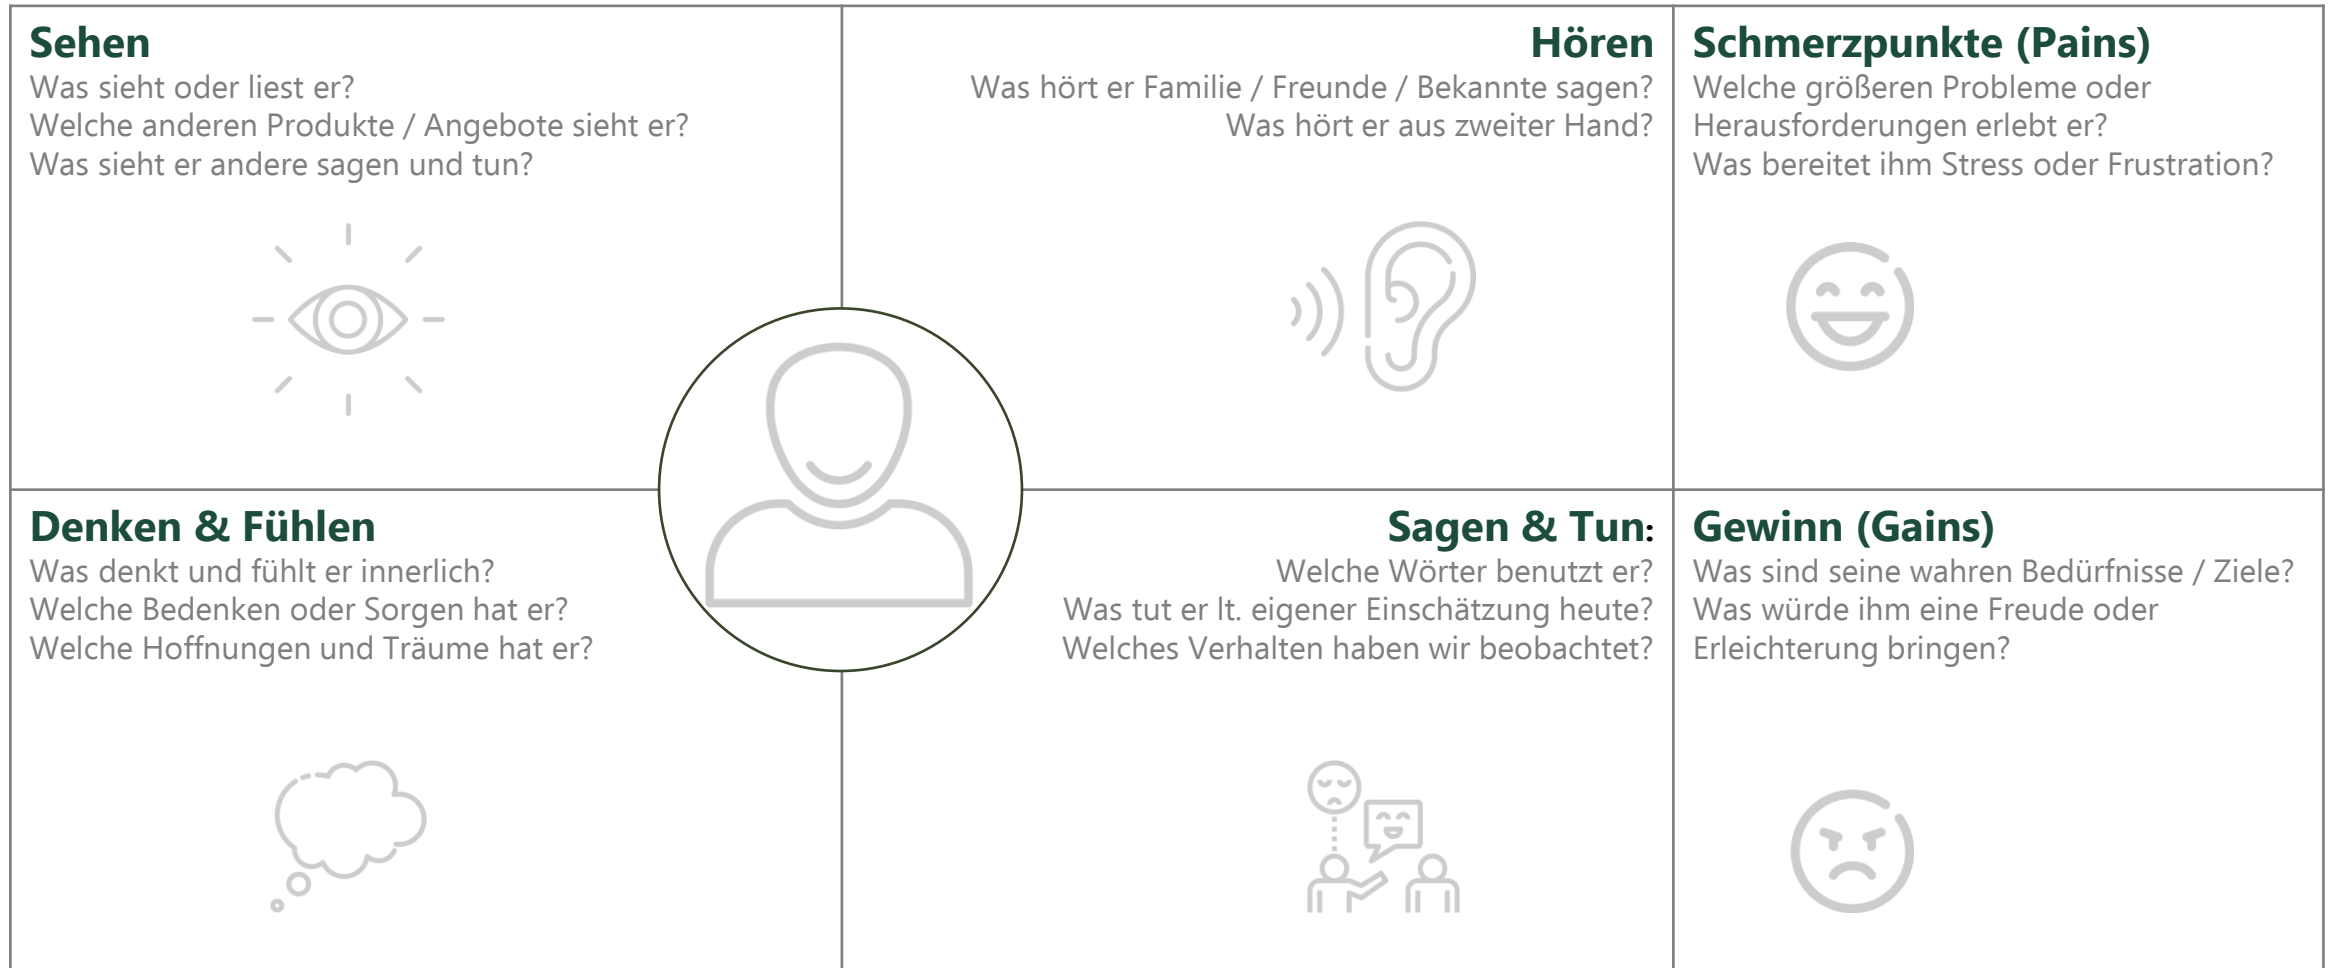 Sehen
Was sieht oder liest er?
Welche anderen Produkte / Angebote sieht er?
Was sieht er andere sagen und tun?
Hören
Was hört er Familie / Freunde / Bekannte sagen?
Was hört er aus zweiter Hand?
Schmerzpunkte (Pains)
Welche größeren Probleme oder
Herausforderungen erlebt er?
Was bereitet ihm Stress oder Frustration?
Denken & Fühlen
Was denkt und fühlt er innerlich?
Welche Bedenken oder Sorgen hat er?
Welche Hoffnungen und Träume hat er?
Sagen & Tun:
Welche Wörter benutzt er?
Was tut er lt. eigener Einschätzung heute?
Welches Verhalten haben wir beobachtet?
Gewinn (Gains)
Was sind seine wahren Bedürfnisse / Ziele?
Was würde ihm eine Freude oder
Erleichterung bringen?